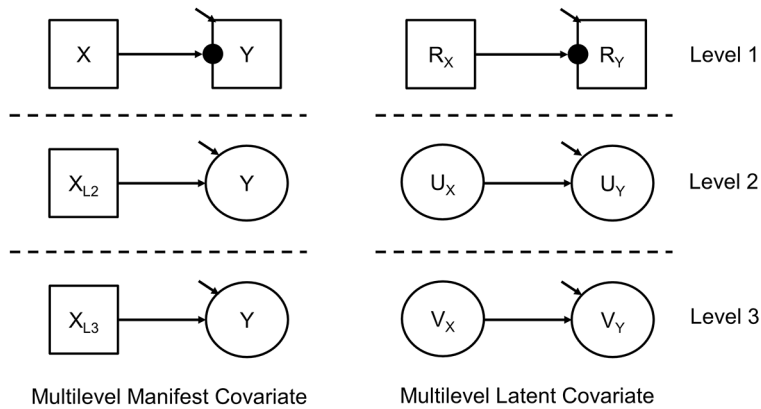 X Y R_X R_Y Level 1
X_L2 Y U_X U_Y Level 2
X_L3 Y V_X V_Y Level 3
Multilevel Manifest Covariate Multilevel Latent Covariate